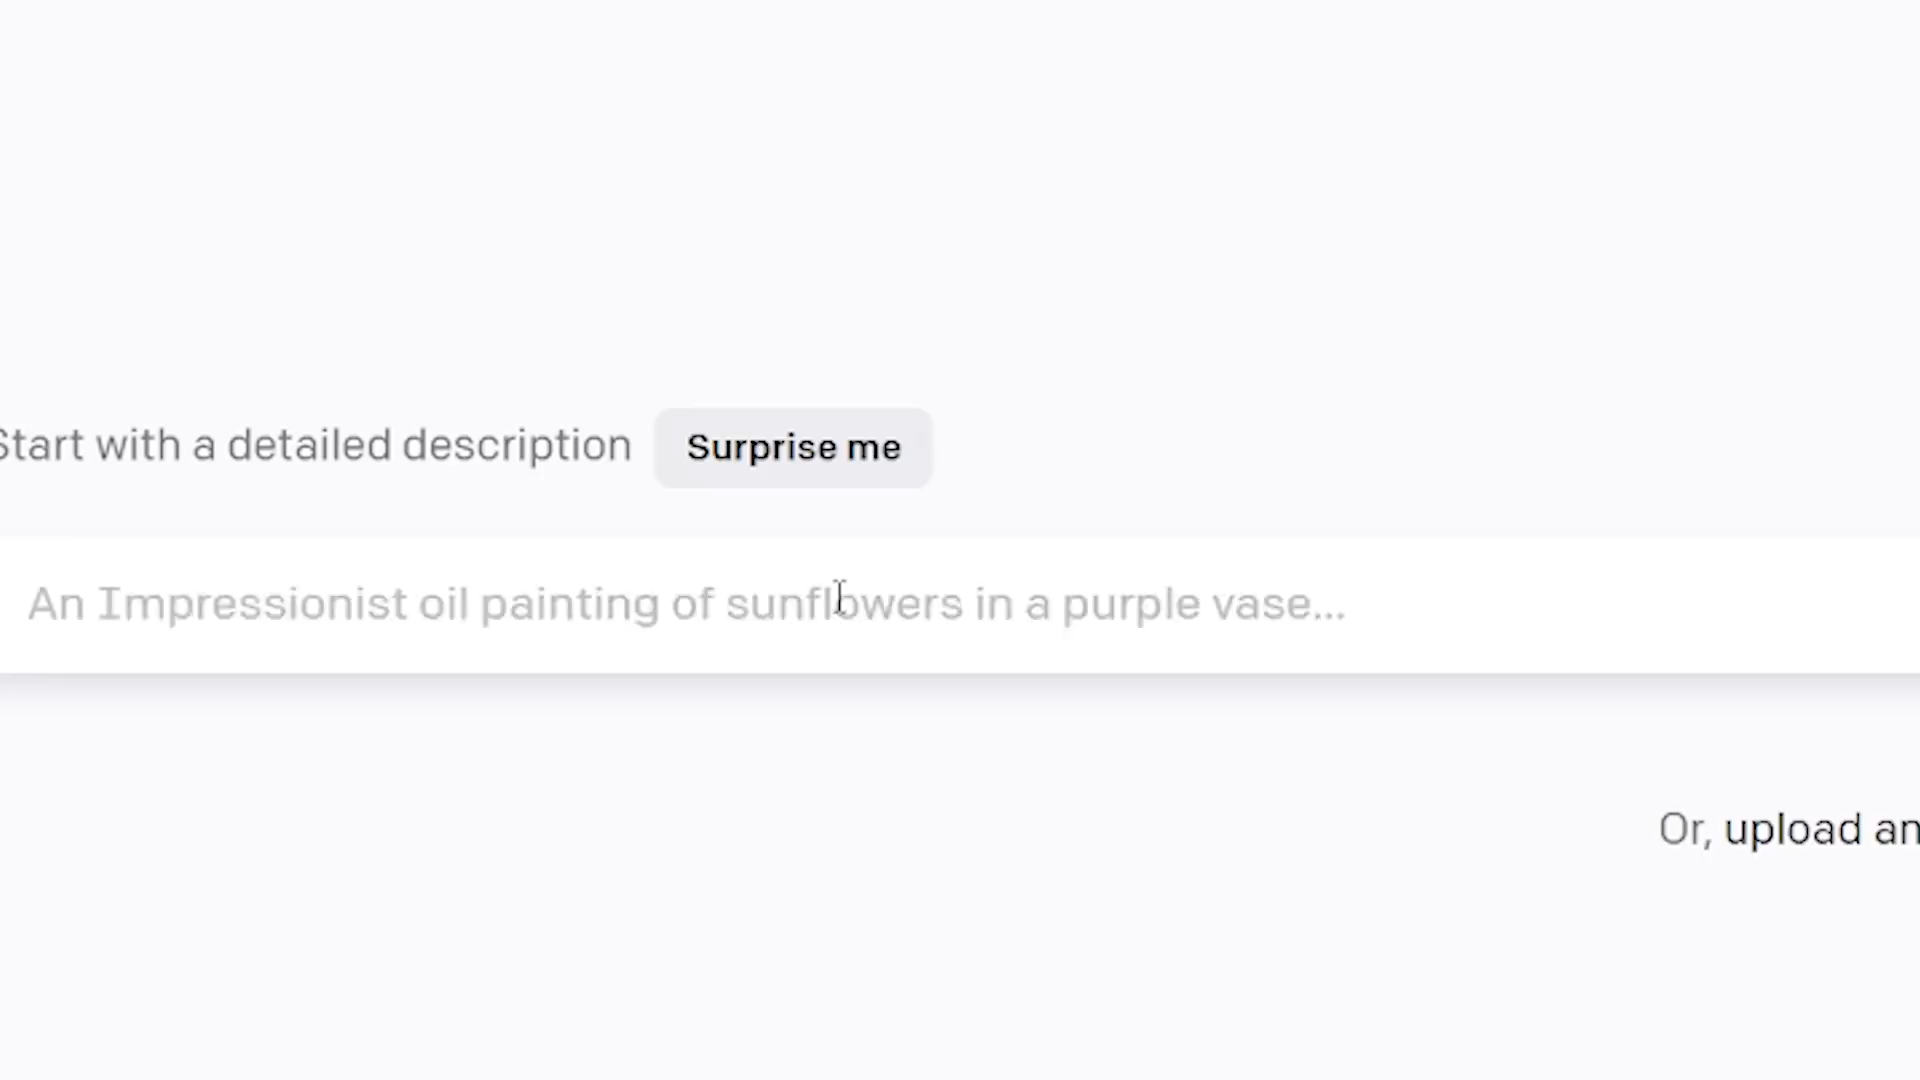 Start with a detailed description
Surprise me
An Impressionist oil painting of sunflowers in a purple vase...
Or, upload an